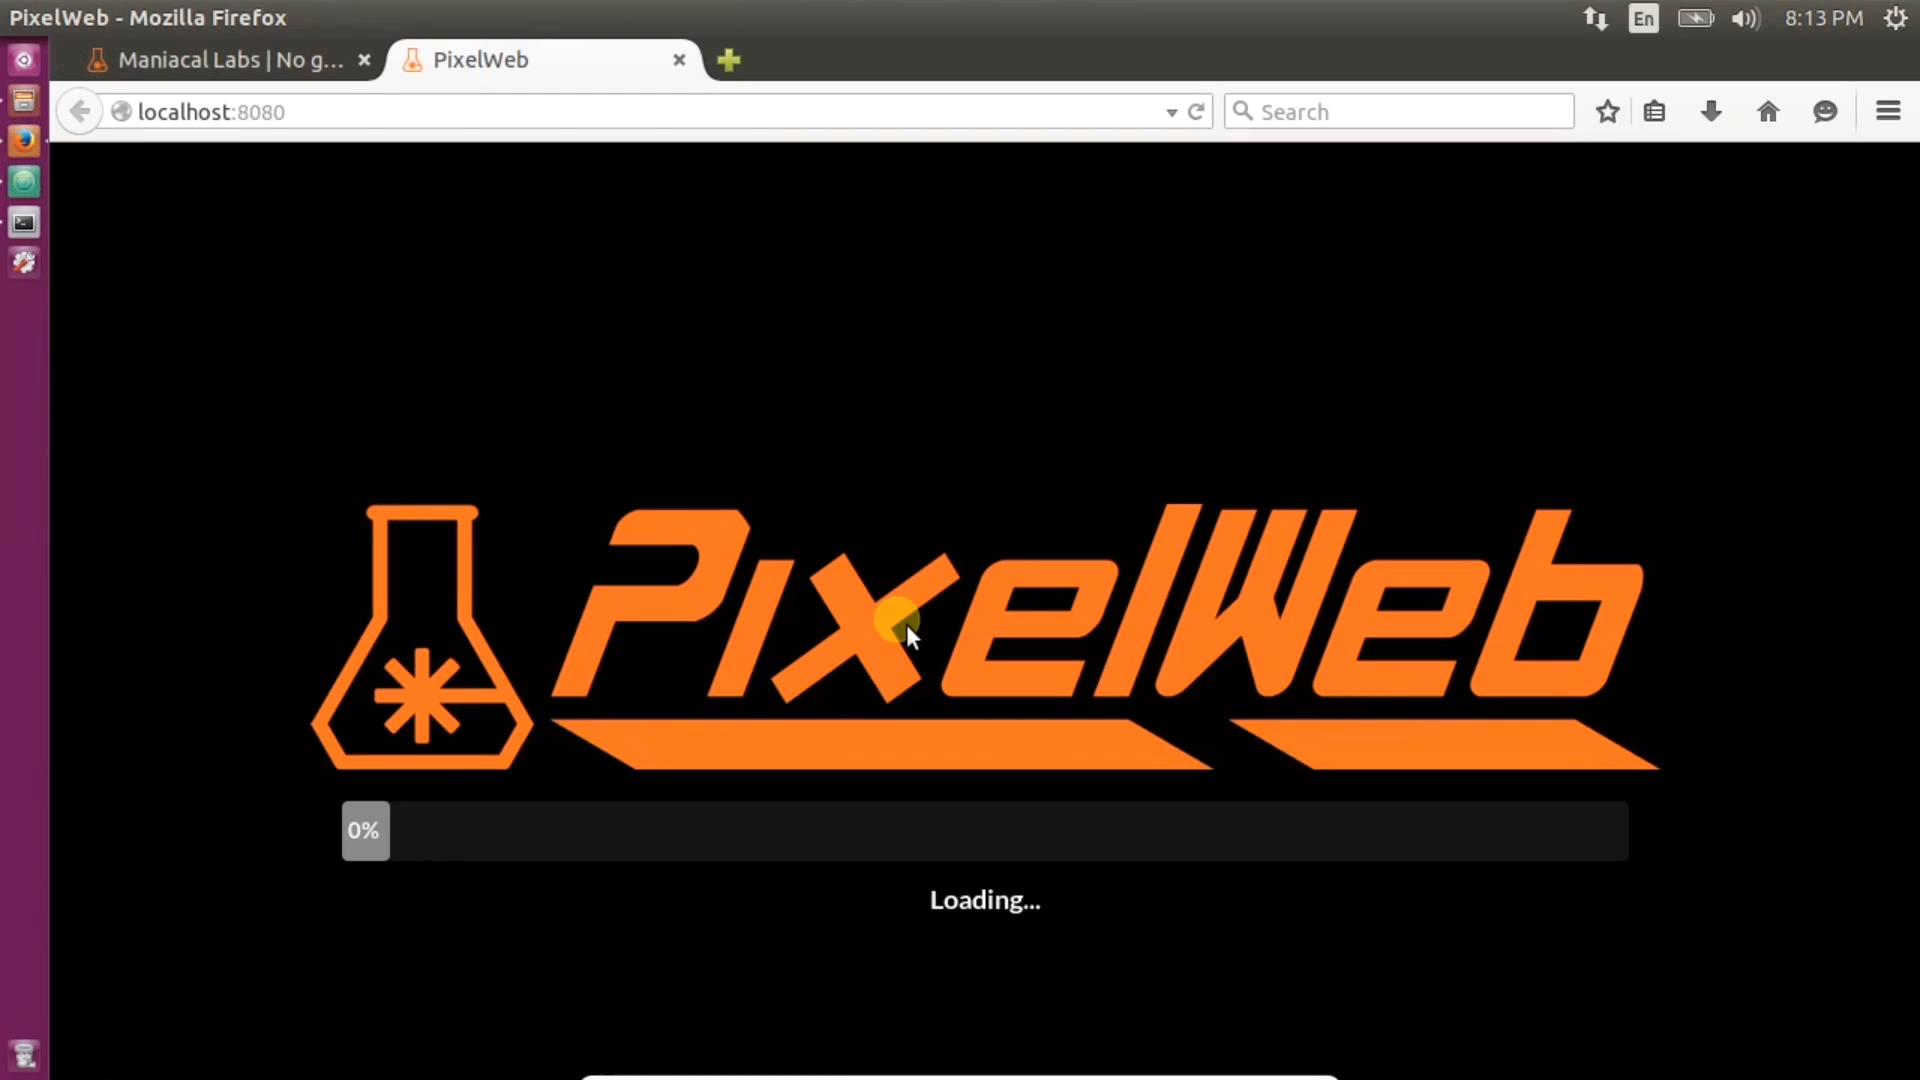 PixelWeb - Mozilla Firefox
En
8:13 PM
Maniacal Labs | No g...
PixelWeb
localhost:8080
Search
PixelWeb
0%
Loading...